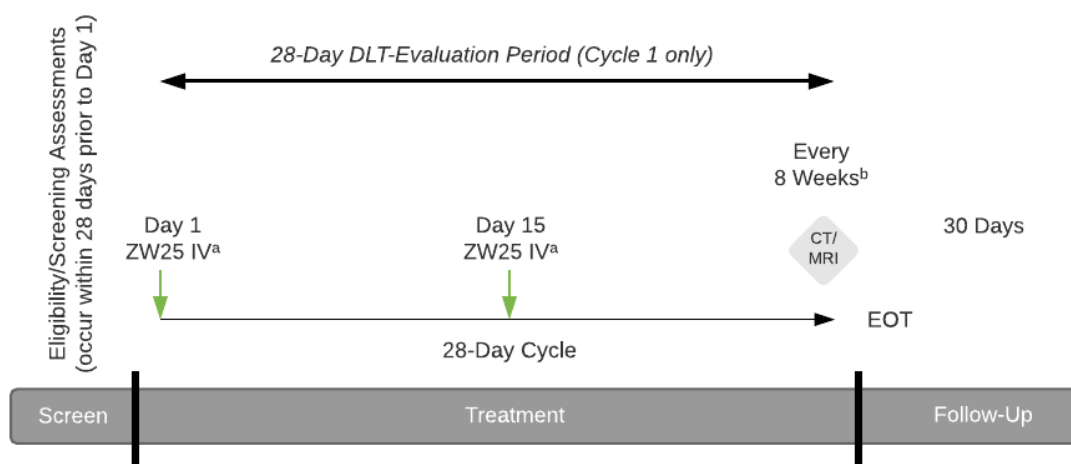 Eligibility/Screening Assessments
(occur within 28 days prior to Day 1)
28-Day DLT-Evaluation Period (Cycle 1 only)
Day 1
ZW25 IVᵃ
Day 15
ZW25 IVᵃ
Every
8 Weeksᵇ
CT/
MRI
30 Days
EOT
28-Day Cycle
Screen
Treatment
Follow-Up